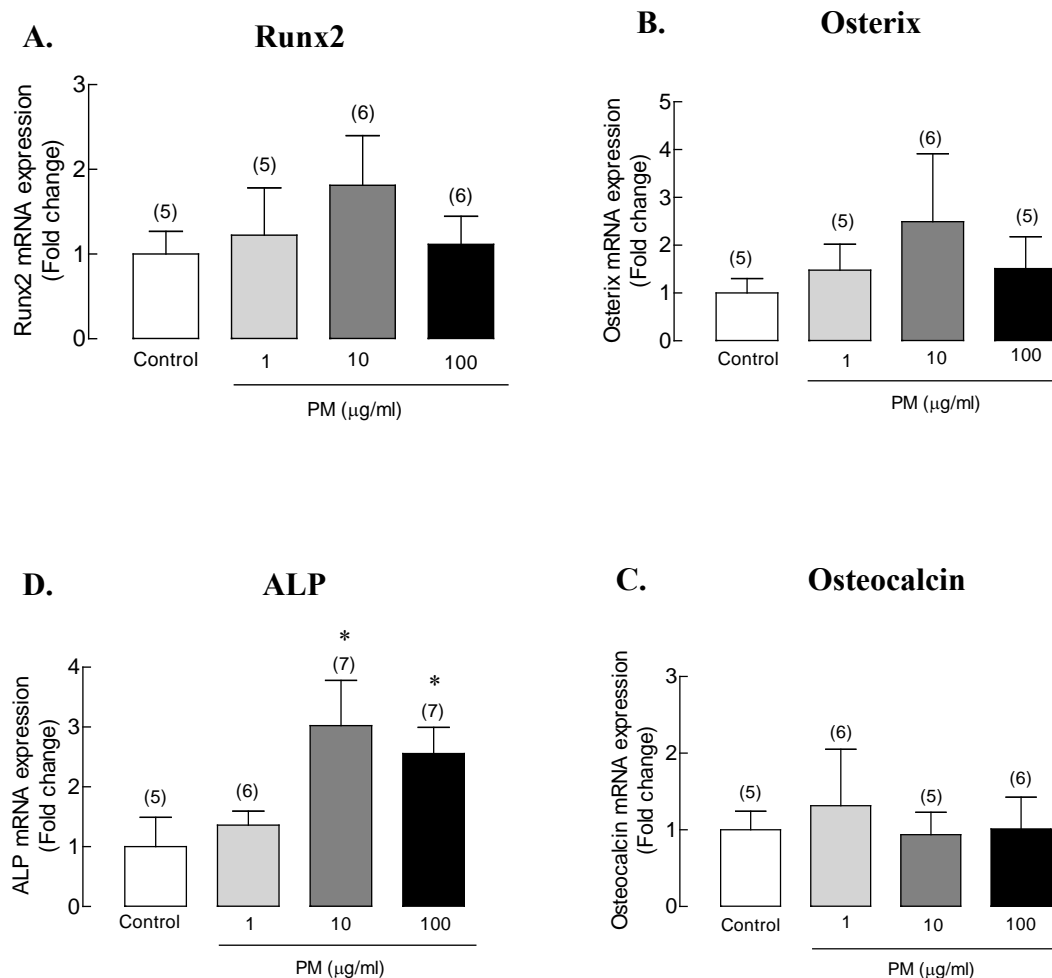 A.
Runx2
Runx2 mRNA expression
(Fold change)
3
2
1
0
(5)
(5)
(6)
(6)
Control
1
10
100
PM (μg/ml)
B.
Osterix
Osterix mRNA expression
(Fold change)
5
4
3
2
1
0
(5)
(5)
(6)
(5)
Control
1
10
100
PM (μg/ml)
D.
ALP
ALP mRNA expression
(Fold change)
4
3
2
1
0
(5)
(6)
*
(7)
*
(7)
Control
1
10
100
PM (μg/ml)
C.
Osteocalcin
Osteocalcin mRNA expression
(Fold change)
3
2
1
0
(5)
(6)
(5)
(6)
Control
1
10
100
PM (μg/ml)